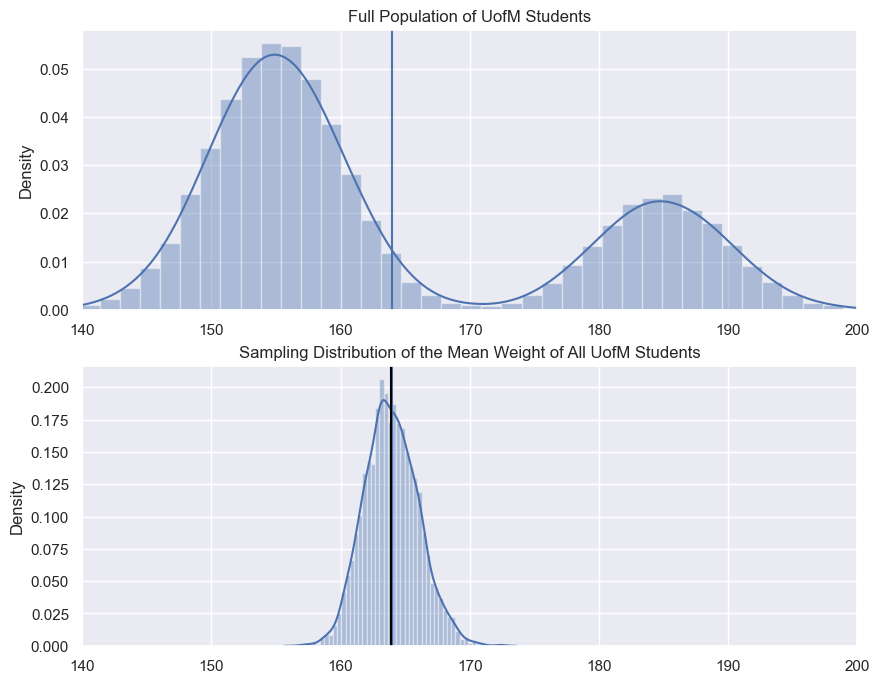 Full Population of UofM Students
Density
0.05
0.04
0.03
0.02
0.01
0.00
140 150 160 170 180 190 200
Sampling Distribution of the Mean Weight of All UofM Students
Density
0.200
0.175
0.150
0.125
0.100
0.075
0.050
0.025
0.000
140 150 160 170 180 190 200